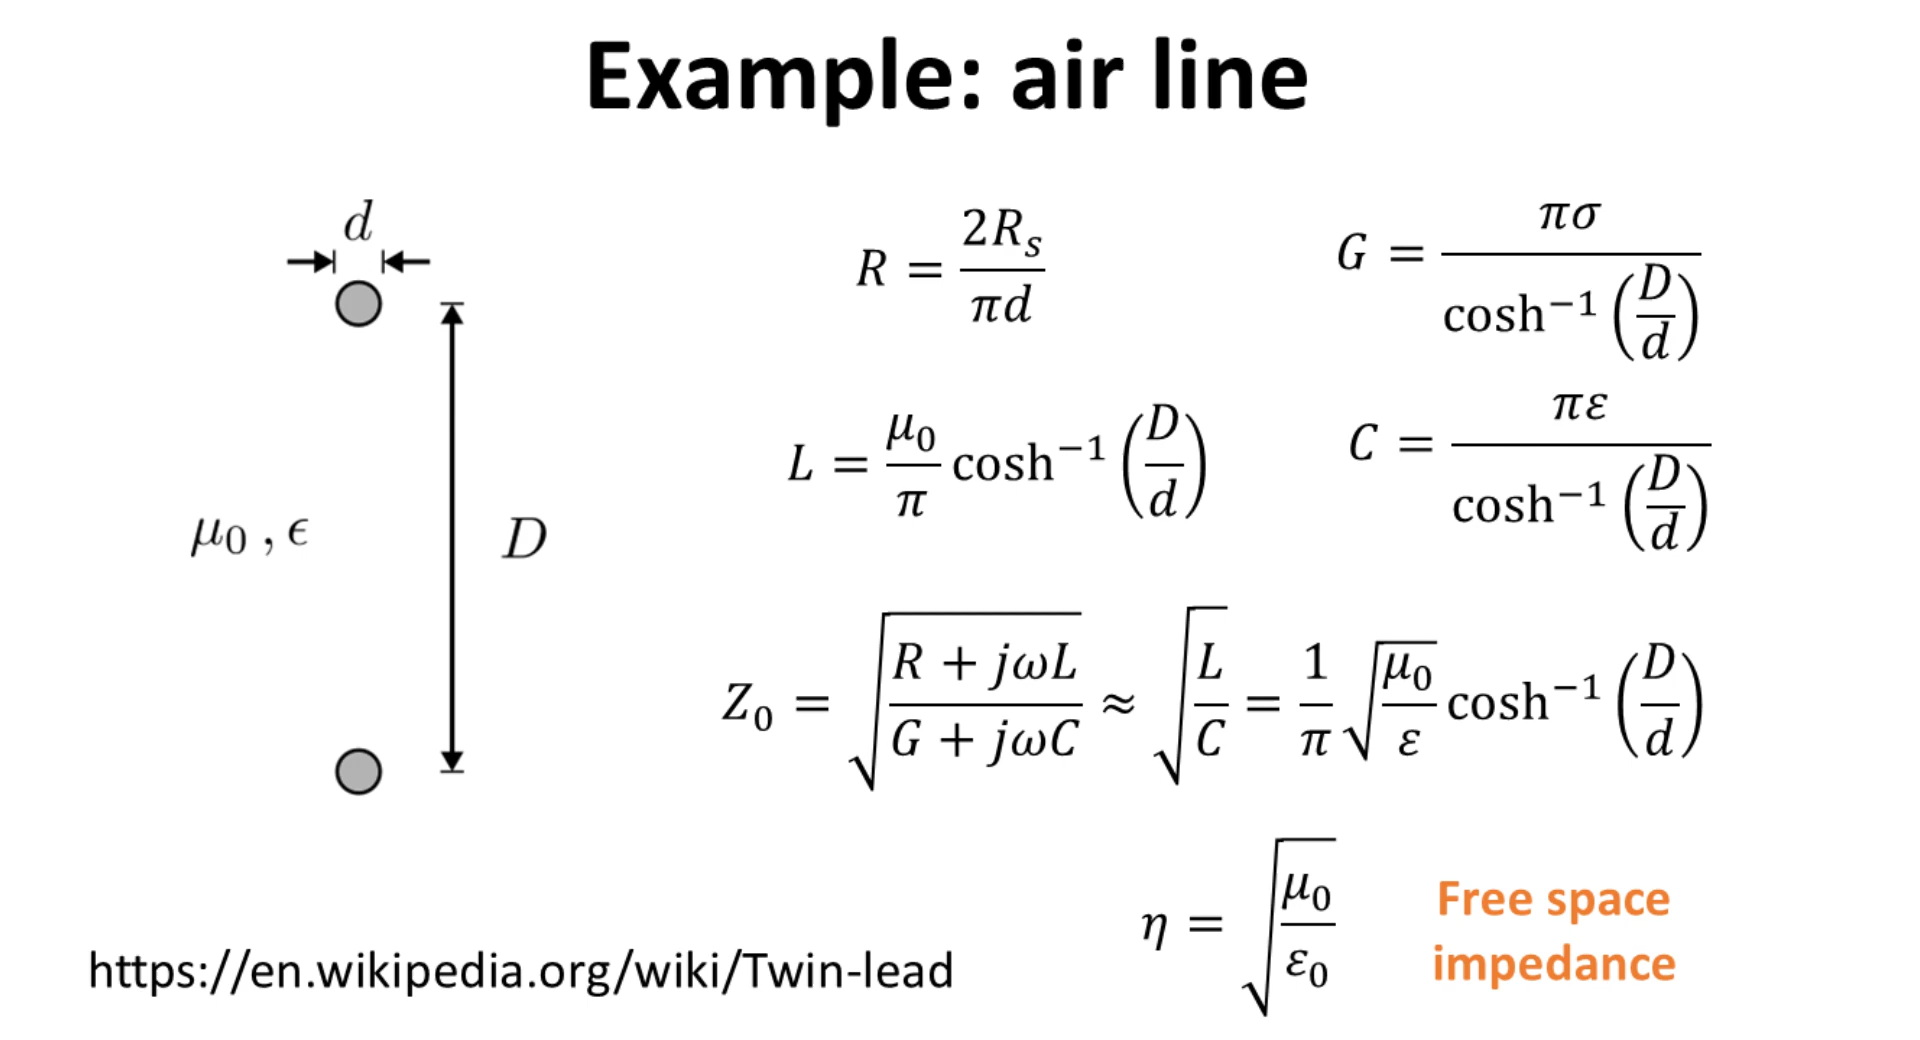 Example: air line
d
μ₀ , ϵ
D
R = 2Rₛ / πd
G = πσ / cosh⁻¹(D/d)
L = μ₀/π cosh⁻¹(D/d)
C = πε / cosh⁻¹(D/d)
Z₀ = √((R + jωL)/(G + jωC)) ≈ √(L/C) = 1/π √(μ₀/ε) cosh⁻¹(D/d)
η = √(μ₀/ε₀)
Free space
impedance
https://en.wikipedia.org/wiki/Twin-lead